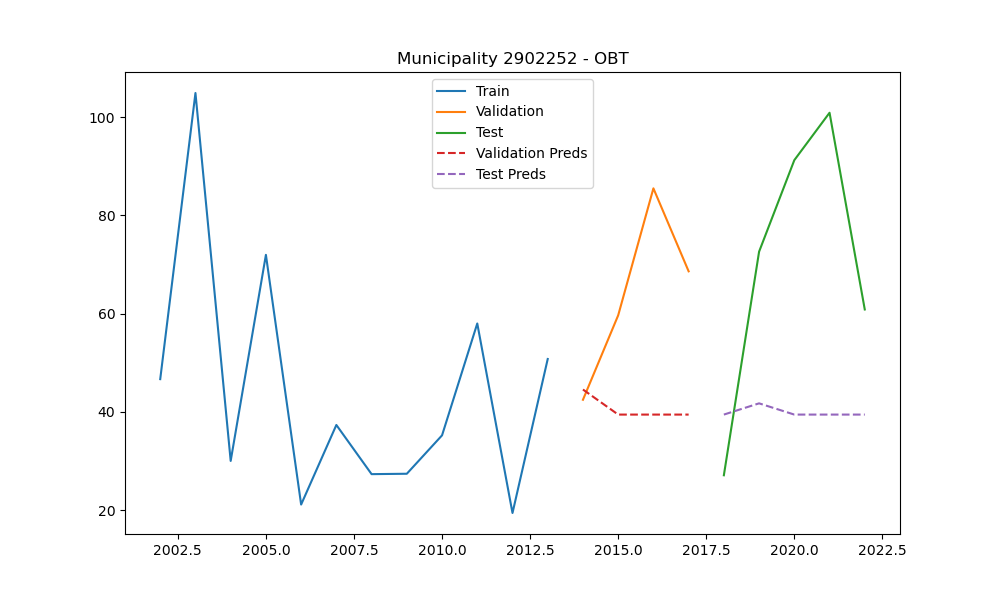 Municipality 2902252 - OBT
Train
Validation
Test
Validation Preds
Test Preds
100
80
60
40
20
2002.5 2005.0 2007.5 2010.0 2012.5 2015.0 2017.5 2020.0 2022.5